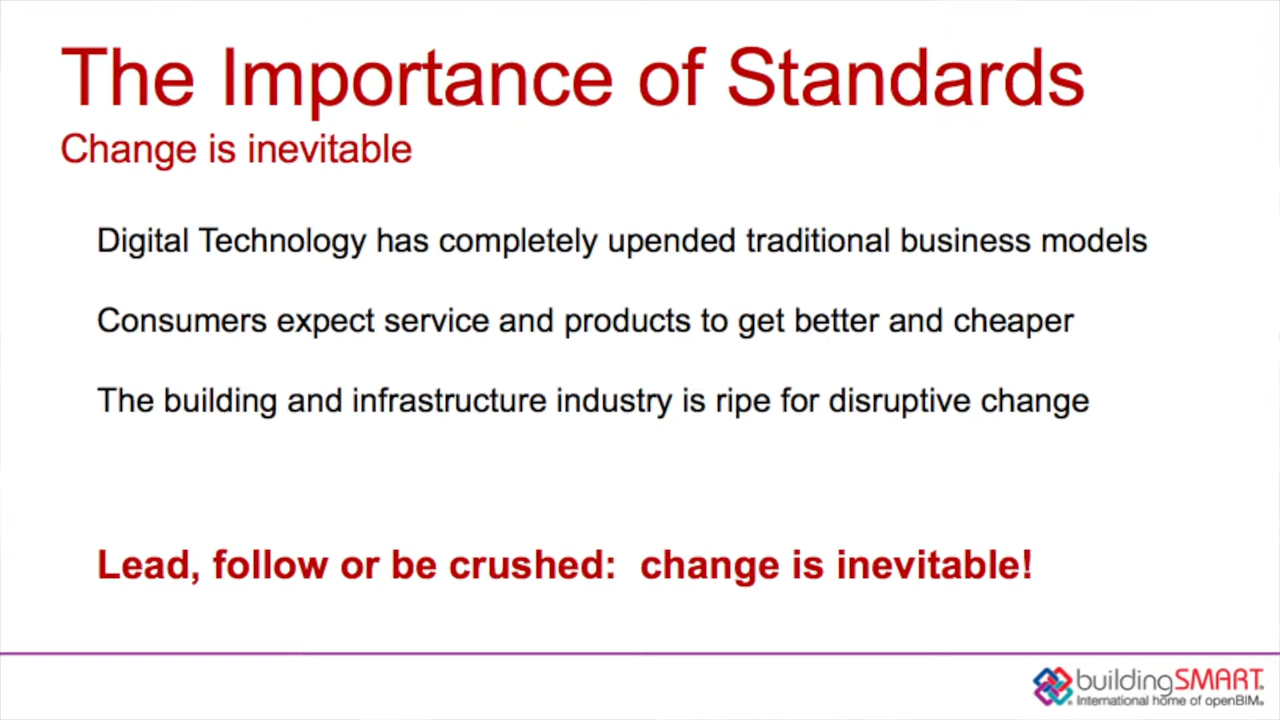 The Importance of Standards
Change is inevitable
Digital Technology has completely upended traditional business models
Consumers expect service and products to get better and cheaper
The building and infrastructure industry is ripe for disruptive change
Lead, follow or be crushed:  change is inevitable!
buildingSMART®
International home of openBIM®